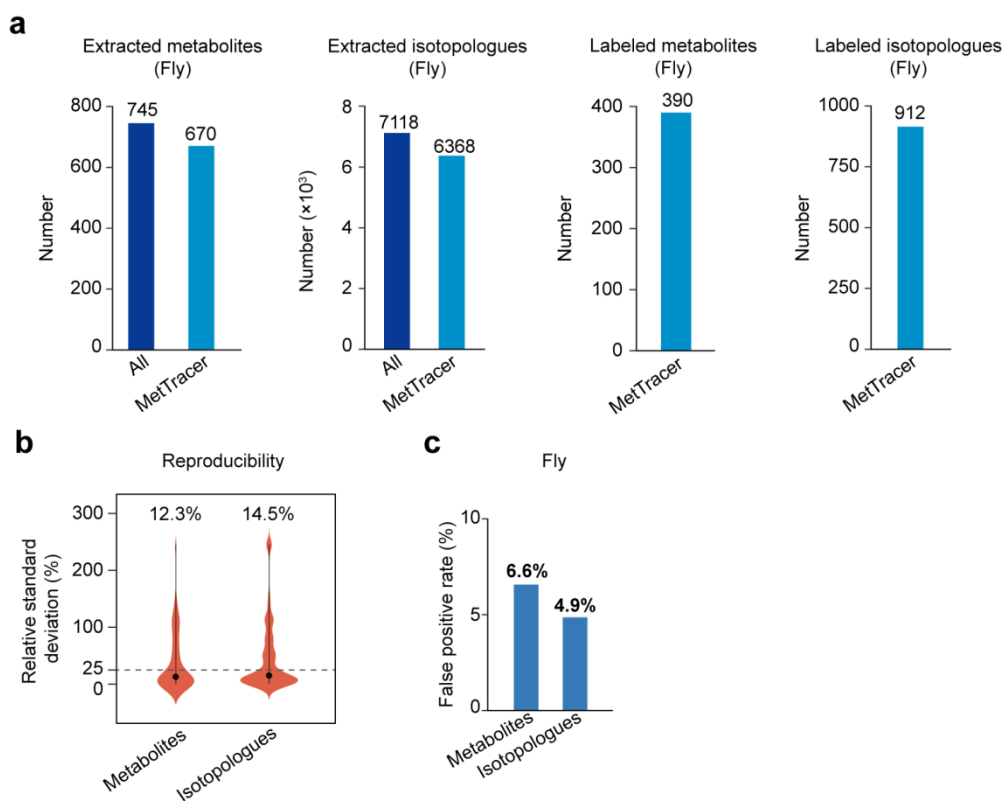 a
Extracted metabolites
(Fly)
Number
800
600
400
200
0
745
670
All
MetTracer
Extracted isotopologues
(Fly)
Number (×10³)
8
6
4
2
0
7118
6368
All
MetTracer
Labeled metabolites
(Fly)
Number
400
300
200
100
0
390
MetTracer
Labeled isotopologues
(Fly)
Number
1000
750
500
250
0
912
MetTracer
b
Reproducibility
Relative standard
deviation (%)
300
200
100
25
0
12.3%
14.5%
Metabolites
Isotopologues
c
Fly
False positive rate (%)
10
5
0
6.6%
4.9%
Metabolites
Isotopologues